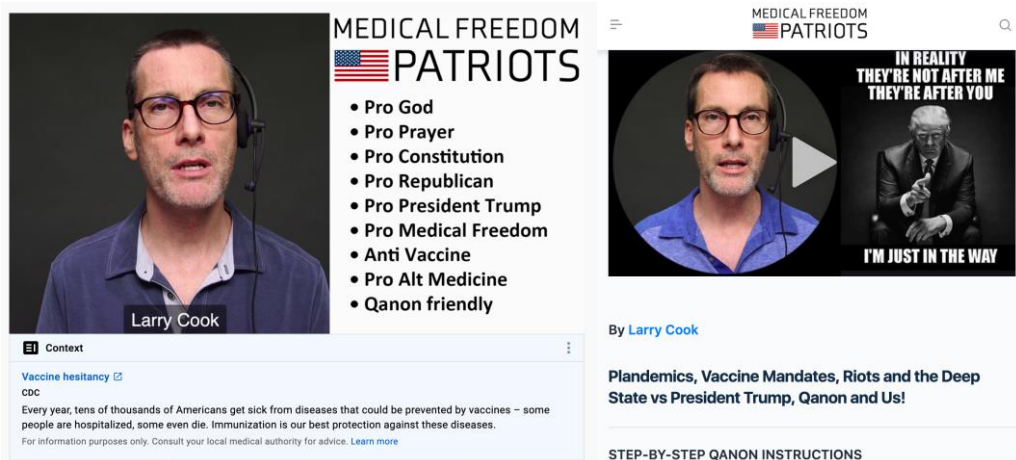 MEDICAL FREEDOM
PATRIOTS
• Pro God
• Pro Prayer
• Pro Constitution
• Pro Republican
• Pro President Trump
• Pro Medical Freedom
• Anti Vaccine
• Pro Alt Medicine
• Qanon friendly
Larry Cook
Context
Vaccine hesitancy
CDC
Every year, tens of thousands of Americans get sick from diseases that could be prevented by vaccines – some
people are hospitalized, some even die. Immunization is our best protection against these diseases.
For information purposes only. Consult your local medical authority for advice. Learn more
MEDICAL FREEDOM
PATRIOTS
IN REALITY
THEY'RE NOT AFTER ME
THEY'RE AFTER YOU
I'M JUST IN THE WAY
By Larry Cook
Plandemics, Vaccine Mandates, Riots and the Deep
State vs President Trump, Qanon and Us!
STEP-BY-STEP QANON INSTRUCTIONS